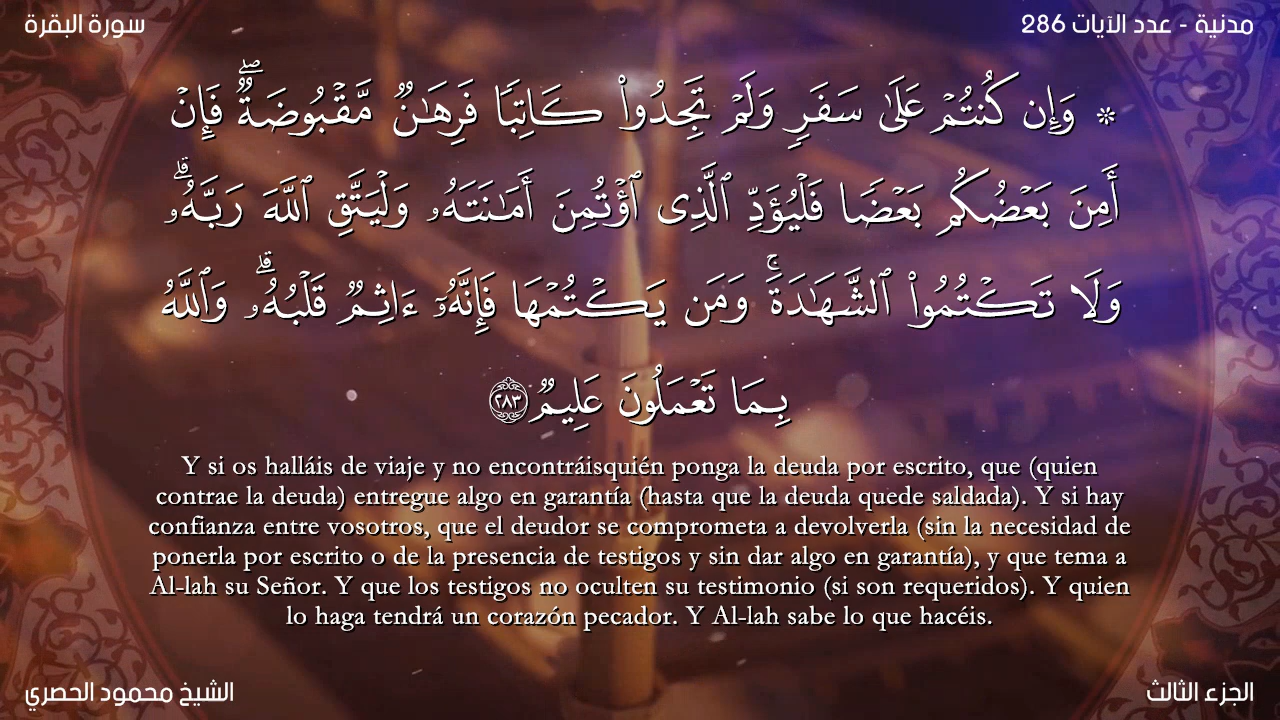 سورة البقرة
مدنية - عدد الآيات 286
۞ وَإِن كُنتُمْ عَلَىٰ سَفَرٍ وَلَمْ تَجِدُوا۟ كَاتِبًا فَرِهَـٰنٌ مَّقْبُوضَةٌ ۖ فَإِنْ
أَمِنَ بَعْضُكُم بَعْضًا فَلْيُؤَدِّ ٱلَّذِى ٱؤْتُمِنَ أَمَـٰنَتَهُۥ وَلْيَتَّقِ ٱللَّهَ رَبَّهُۥ ۗ
وَلَا تَكْتُمُوا۟ ٱلشَّهَـٰدَةَ ۚ وَمَن يَكْتُمْهَا فَإِنَّهُۥٓ ءَاثِمٌ قَلْبُهُۥ ۗ وَٱللَّهُ
بِمَا تَعْمَلُونَ عَلِيمٌ ٢٨٣
Y si os halláis de viaje y no encontráisquién ponga la deuda por escrito, que (quien
contrae la deuda) entregue algo en garantía (hasta que la deuda quede saldada). Y si hay
confianza entre vosotros, que el deudor se comprometa a devolverla (sin la necesidad de
ponerla por escrito o de la presencia de testigos y sin dar algo en garantía), y que tema a
Al-lah su Señor. Y que los testigos no oculten su testimonio (si son requeridos). Y quien
lo haga tendrá un corazón pecador. Y Al-lah sabe lo que hacéis.
الشيخ محمود الحصري
الجزء الثالث